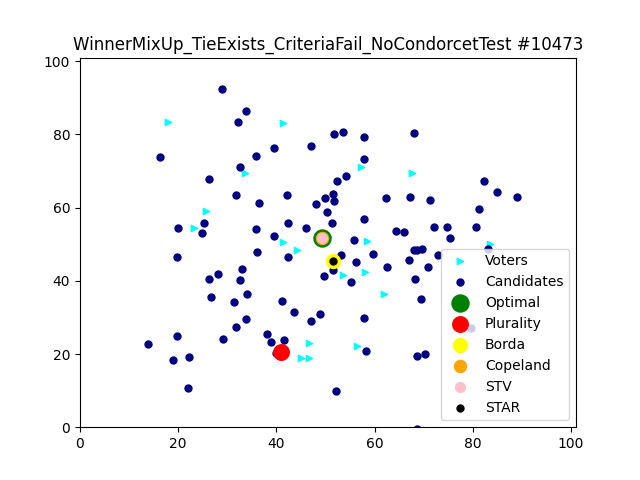 WinnerMixUp_TieExists_CriteriaFail_NoCondorcetTest #10473
100
80
60
40
20
0
0 20 40 60 80 100
Voters
Candidates
Optimal
Plurality
Borda
Copeland
STV
STAR